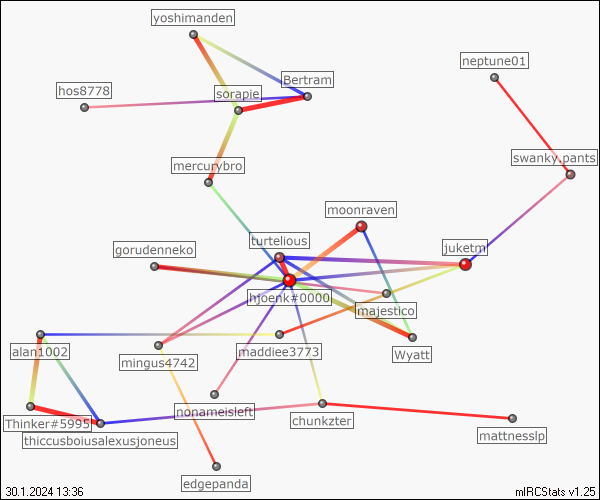 yoshimanden
neptune01
Bertram
hos8778
sorapie
swanky.pants
mercurybro
moonraven
turtelious
juketm
gorudenneko
hjoenk#0000
majestico
alan1002
maddiee3773
Wyatt
mingus4742
nonameisleft
Thinker#5995
chunkzter
thiccusboiusalexusjoneus
mattnesslp
edgepanda
30.1.2024 13:36
mIRCStats v1.25